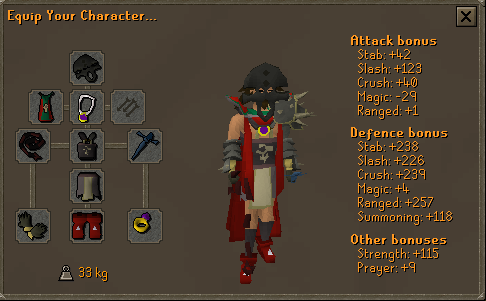 Equip Your Character...
Attack bonus
Stab: +42
Slash: +123
Crush: +40
Magic: -29
Ranged: +1
Defence bonus
Stab: +238
Slash: +226
Crush: +239
Magic: +4
Ranged: +257
Summoning: +118
Other bonuses
Strength: +115
Prayer: +9
33 kg